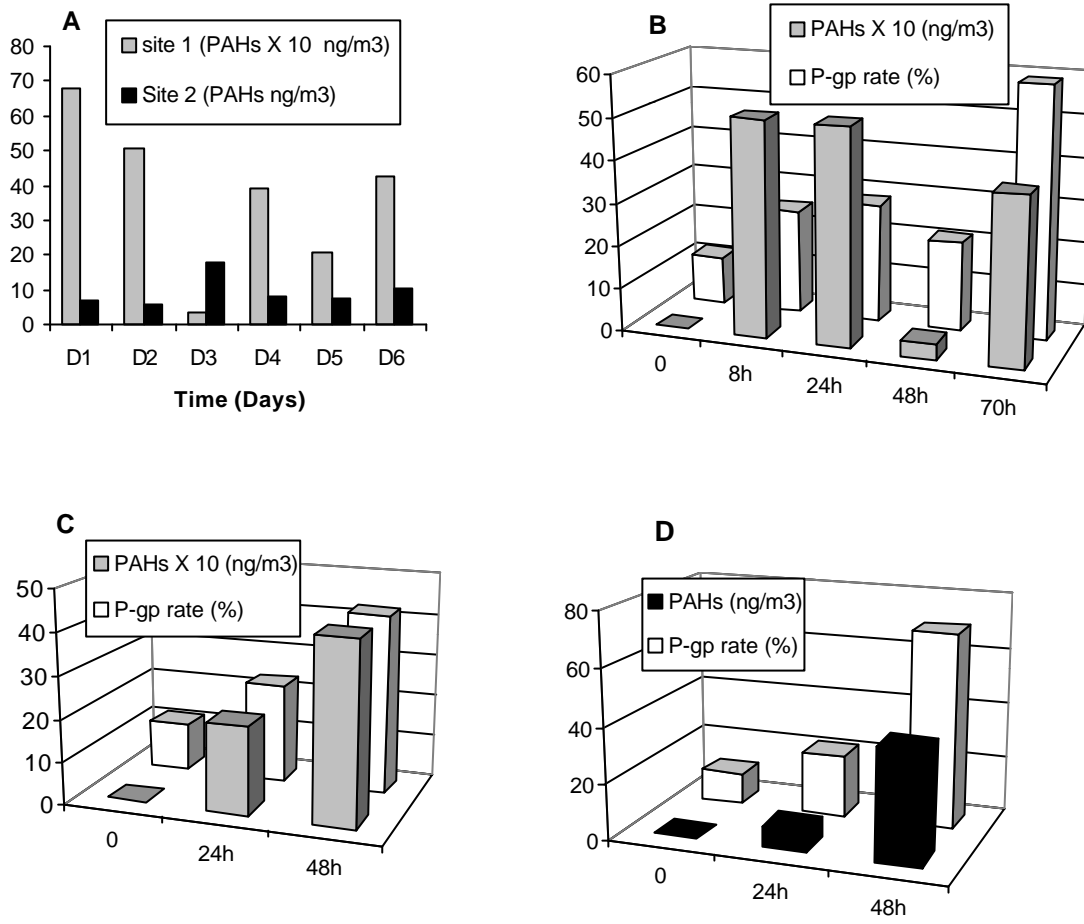 A
site 1 (PAHs X 10 ng/m3)
Site 2 (PAHs ng/m3)
80
70
60
50
40
30
20
10
0
D1 D2 D3 D4 D5 D6
Time (Days)
B
PAHs X 10 (ng/m3)
P-gp rate (%)
60
50
40
30
20
10
0
0 8h 24h 48h 70h
C
PAHs X 10 (ng/m3)
P-gp rate (%)
50
40
30
20
10
0
0 24h 48h
D
PAHs (ng/m3)
P-gp rate (%)
80
60
40
20
0
0 24h 48h